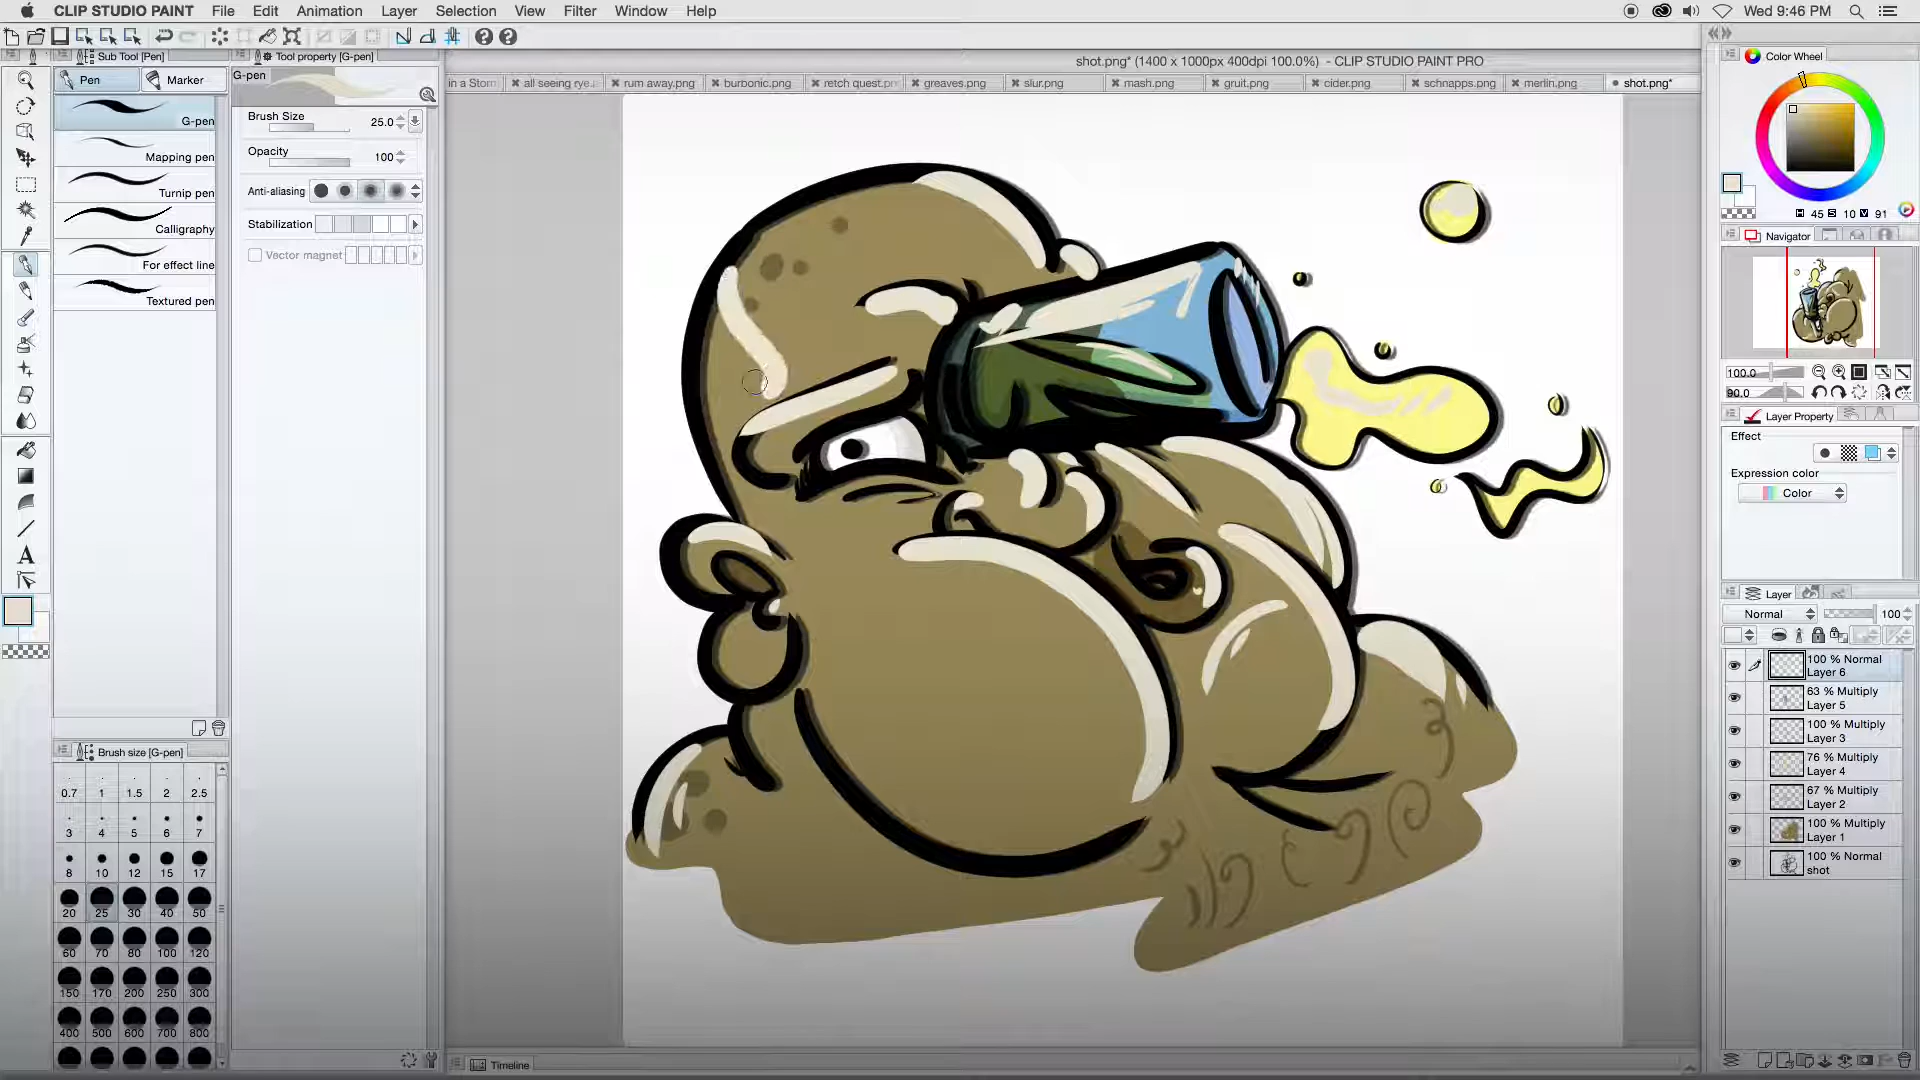 CLIP STUDIO PAINT File Edit Animation Layer Selection View Filter Window Help Wed 9:46 PM
shot.png* (1400 x 1000px 400dpi 100.0%) - CLIP STUDIO PAINT PRO
in a Storm all seeing rye. rum away.png burbonic.png retch quest.pn greaves.png slur.png mash.png gruit.png cider.png schnapps.png merlin.png shot.png*
Sub Tool [Pen]
Pen Marker
G-pen
Mapping pen
Turnip pen
Calligraphy
For effect line
Textured pen
Tool property [G-pen]
G-pen
Brush Size 25.0
Opacity 100
Anti-aliasing
Stabilization
Vector magnet
A
Brush size [G-pen]
0.7 1 1.5 2 2.5
3 4 5 6 7
8 10 12 15 17
20 25 30 40 50
60 70 80 100 120
150 170 200 250 300
400 500 600 700 800
Timeline
Color Wheel
H 45 S 10 V 91
Navigator
100.0
90.0
Layer Property
Effect
Expression color
Color
Layer
Normal 100
100 % Normal
Layer 6
63 % Multiply
Layer 5
100 % Multiply
Layer 3
76 % Multiply
Layer 4
67 % Multiply
Layer 2
100 % Multiply
Layer 1
100 % Normal
shot